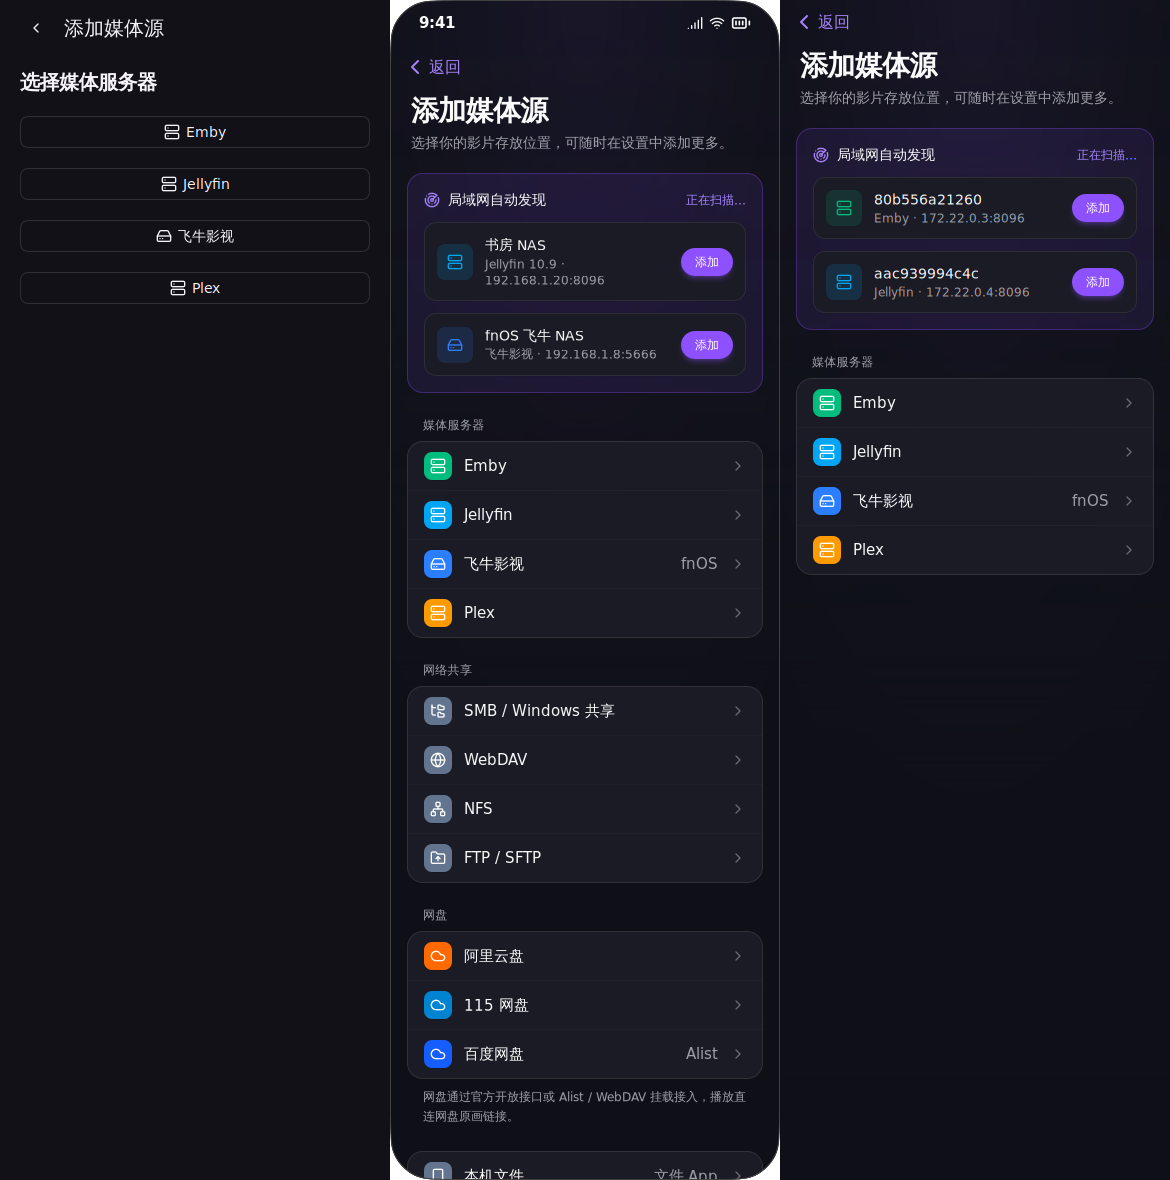 添加媒体源
选择媒体服务器
Emby
Jellyfin
飞牛影视
Plex
9:41
返回
添加媒体源
选择你的影片存放位置，可随时在设置中添加更多。
局域网自动发现
正在扫描…
书房 NAS
Jellyfin 10.9 ·
192.168.1.20:8096
添加
fnOS 飞牛 NAS
飞牛影视 · 192.168.1.8:5666
添加
媒体服务器
Emby
Jellyfin
飞牛影视 fnOS
Plex
网络共享
SMB / Windows 共享
WebDAV
NFS
FTP / SFTP
网盘
阿里云盘
115 网盘
百度网盘 Alist
网盘通过官方开放接口或 Alist / WebDAV 挂载接入，播放直
连网盘原画链接。
本机文件 文件 App
返回
添加媒体源
选择你的影片存放位置，可随时在设置中添加更多。
局域网自动发现
正在扫描…
80b556a21260
Emby · 172.22.0.3:8096
添加
aac939994c4c
Jellyfin · 172.22.0.4:8096
添加
媒体服务器
Emby
Jellyfin
飞牛影视 fnOS
Plex